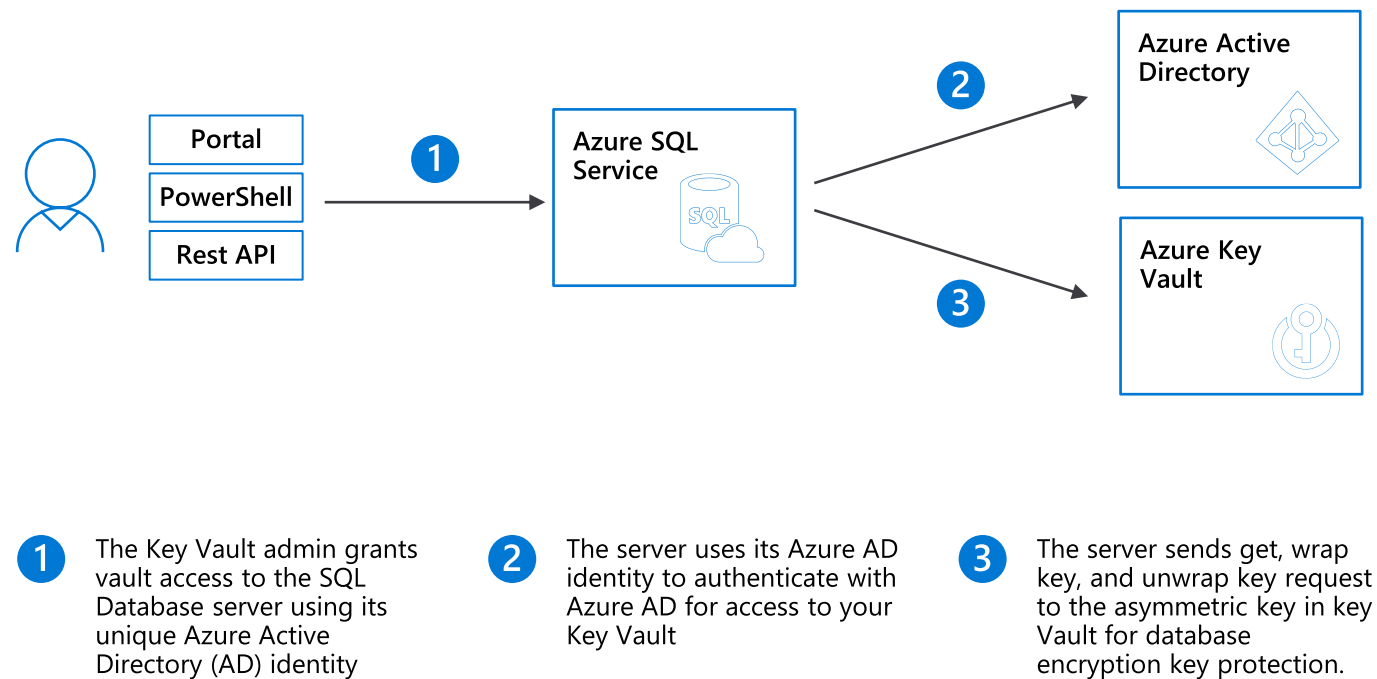 Portal
PowerShell
Rest API
1
Azure SQL
Service
SQL
2
3
Azure Active
Directory
Azure Key
Vault
1
The Key Vault admin grants
vault access to the SQL
Database server using its
unique Azure Active
Directory (AD) identity
2
The server uses its Azure AD
identity to authenticate with
Azure AD for access to your
Key Vault
3
The server sends get, wrap
key, and unwrap key request
to the asymmetric key in key
Vault for database
encryption key protection.